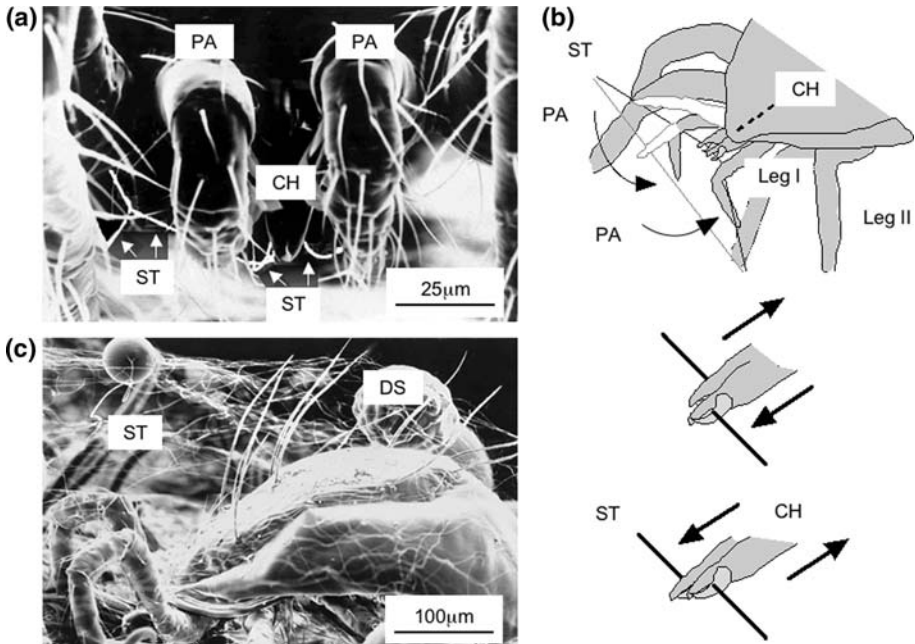 (a)
PA
PA
CH
ST
ST
25μm
(b)
ST
CH
PA
Leg I
PA
Leg II
ST
CH
(c)
DS
ST
100μm